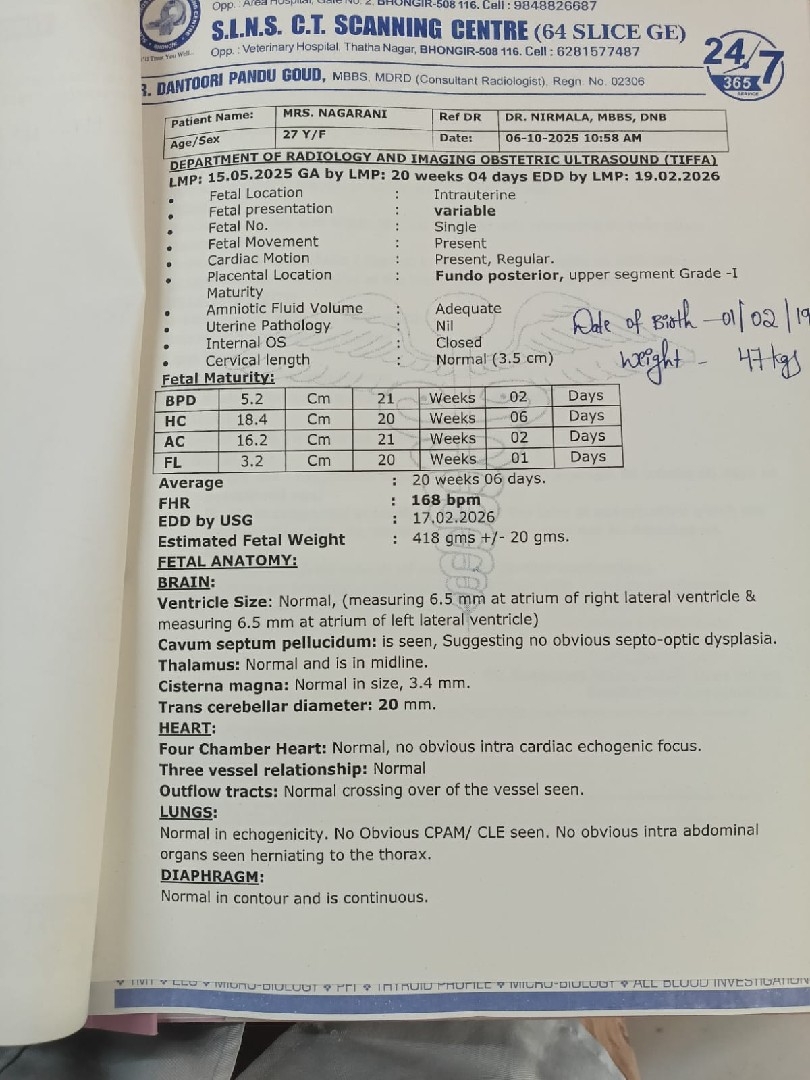 Opp.: Area Hospital, Gate No. 2, BHONGIR-508 116. Cell : 9848826687
S.L.N.S. C.T. SCANNING CENTRE (64 SLICE GE)
Opp. : Veterinary Hospital, Thatha Nagar, BHONGIR-508 116. Cell : 6281577487
24/7
365
SERVICE
R. DANTOORI PANDU GOUD, MBBS, MDRD (Consultant Radiologist), Regn. No. 02306
Patient Name: MRS. NAGARANI Ref DR DR. NIRMALA, MBBS, DNB
Age/Sex 27 Y/F Date: 06-10-2025 10:58 AM
DEPARTMENT OF RADIOLOGY AND IMAGING OBSTETRIC ULTRASOUND (TIFFA)
LMP: 15.05.2025 GA by LMP: 20 weeks 04 days EDD by LMP: 19.02.2026
• Fetal Location : Intrauterine
• Fetal presentation : variable
• Fetal No. : Single
• Fetal Movement : Present
• Cardiac Motion : Present, Regular.
• Placental Location : Fundo posterior, upper segment Grade -I
Maturity
• Amniotic Fluid Volume : Adequate
• Uterine Pathology : Nil
• Internal OS : Closed
• Cervical length : Normal (3.5 cm)
Date of Birth - 01/02/19
Weight - 47 kgs
Fetal Maturity:
BPD 5.2 Cm 21 Weeks 02 Days
HC 18.4 Cm 20 Weeks 06 Days
AC 16.2 Cm 21 Weeks 02 Days
FL 3.2 Cm 20 Weeks 01 Days
Average : 20 weeks 06 days.
FHR : 168 bpm
EDD by USG : 17.02.2026
Estimated Fetal Weight : 418 gms +/- 20 gms.
FETAL ANATOMY:
BRAIN:
Ventricle Size: Normal, (measuring 6.5 mm at atrium of right lateral ventricle &
measuring 6.5 mm at atrium of left lateral ventricle)
Cavum septum pellucidum: is seen, Suggesting no obvious septo-optic dysplasia.
Thalamus: Normal and is in midline.
Cisterna magna: Normal in size, 3.4 mm.
Trans cerebellar diameter: 20 mm.
HEART:
Four Chamber Heart: Normal, no obvious intra cardiac echogenic focus.
Three vessel relationship: Normal
Outflow tracts: Normal crossing over of the vessel seen.
LUNGS:
Normal in echogenicity. No Obvious CPAM/ CLE seen. No obvious intra abdominal
organs seen herniating to the thorax.
DIAPHRAGM:
Normal in contour and is continuous.
MICRO-BIOLOGY PFT THYROID PROFILE MICRO-BIOLOGY ALL BLOOD INVESTIGATION